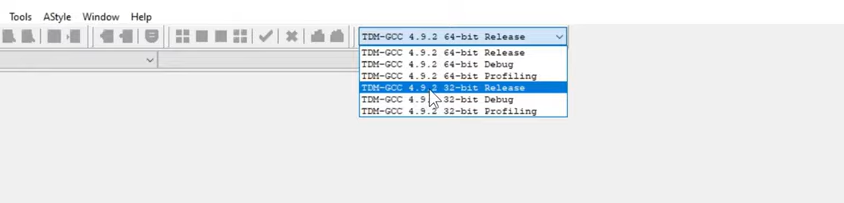 Tools AStyle Window Help
TDM-GCC 4.9.2 64-bit Release
TDM-GCC 4.9.2 64-bit Release
TDM-GCC 4.9.2 64-bit Debug
TDM-GCC 4.9.2 64-bit Profiling
TDM-GCC 4.9.2 32-bit Release
TDM-GCC 4.9.2 32-bit Debug
TDM-GCC 4.9.2 32-bit Profiling